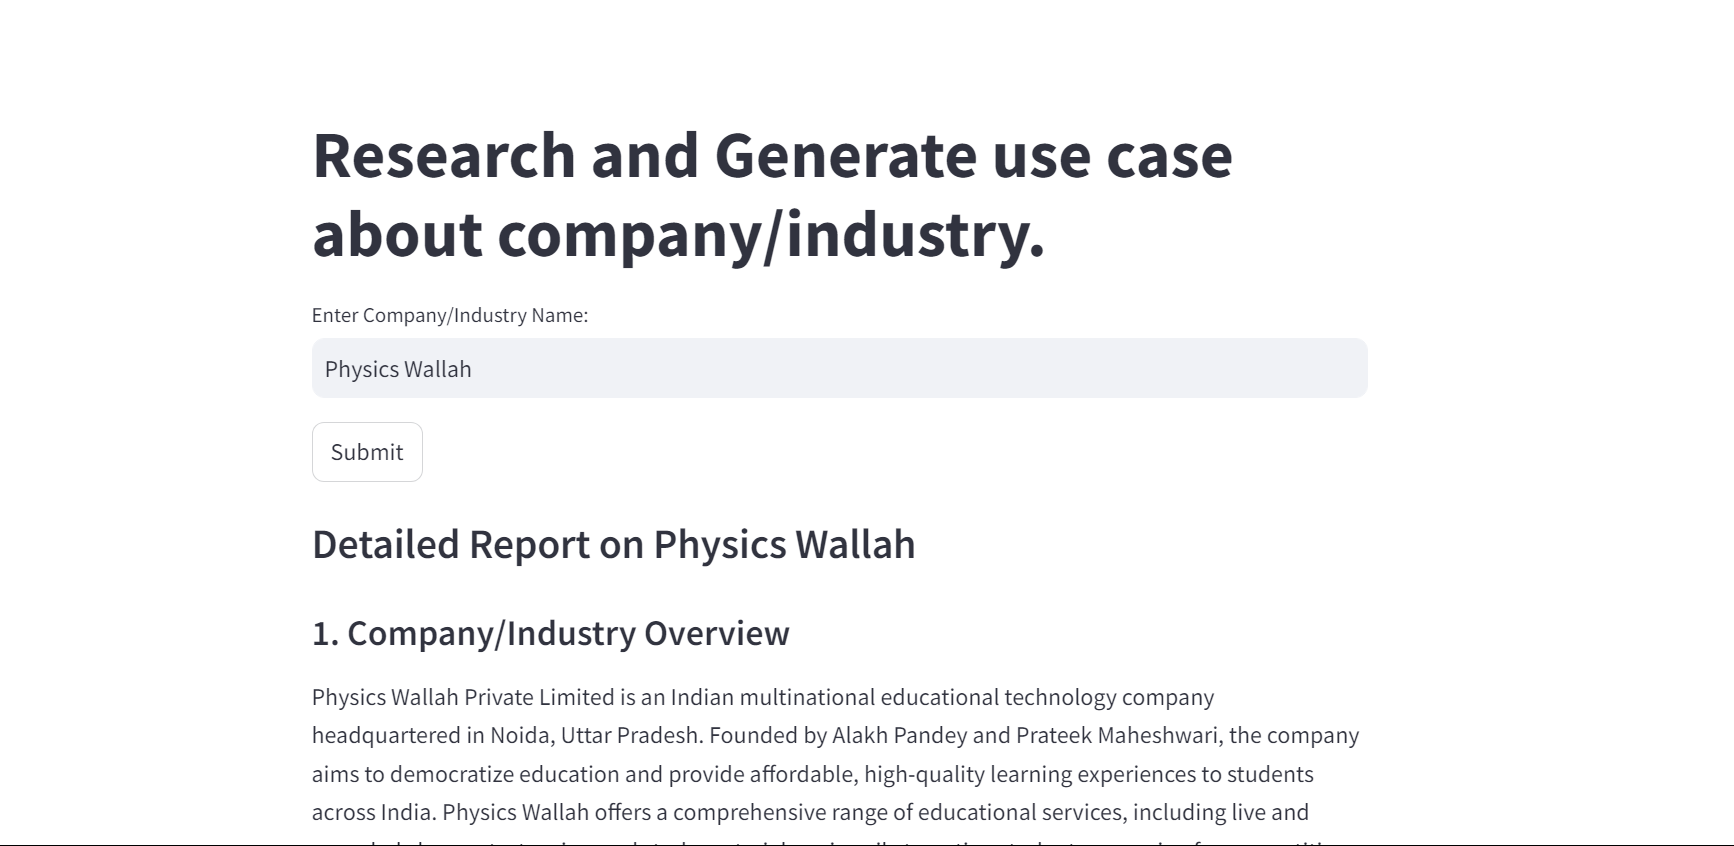 Research and Generate use case
about company/industry.
Enter Company/Industry Name:
Physics Wallah
Submit
Detailed Report on Physics Wallah
1. Company/Industry Overview
Physics Wallah Private Limited is an Indian multinational educational technology company
headquartered in Noida, Uttar Pradesh. Founded by Alakh Pandey and Prateek Maheshwari, the company
aims to democratize education and provide affordable, high-quality learning experiences to students
across India. Physics Wallah offers a comprehensive range of educational services, including live and